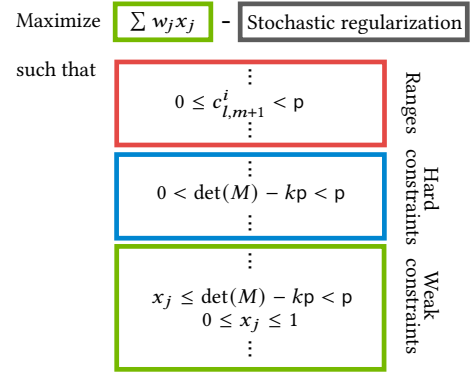 Maximize ∑ w_j x_j − Stochastic regularization
such that
⋮
0 ≤ c^i_{l,m+1} < p
⋮
Ranges
⋮
0 < det(M) − kp < p
⋮
Hard constraints
⋮
x_j ≤ det(M) − kp < p
0 ≤ x_j ≤ 1
⋮
Weak constraints